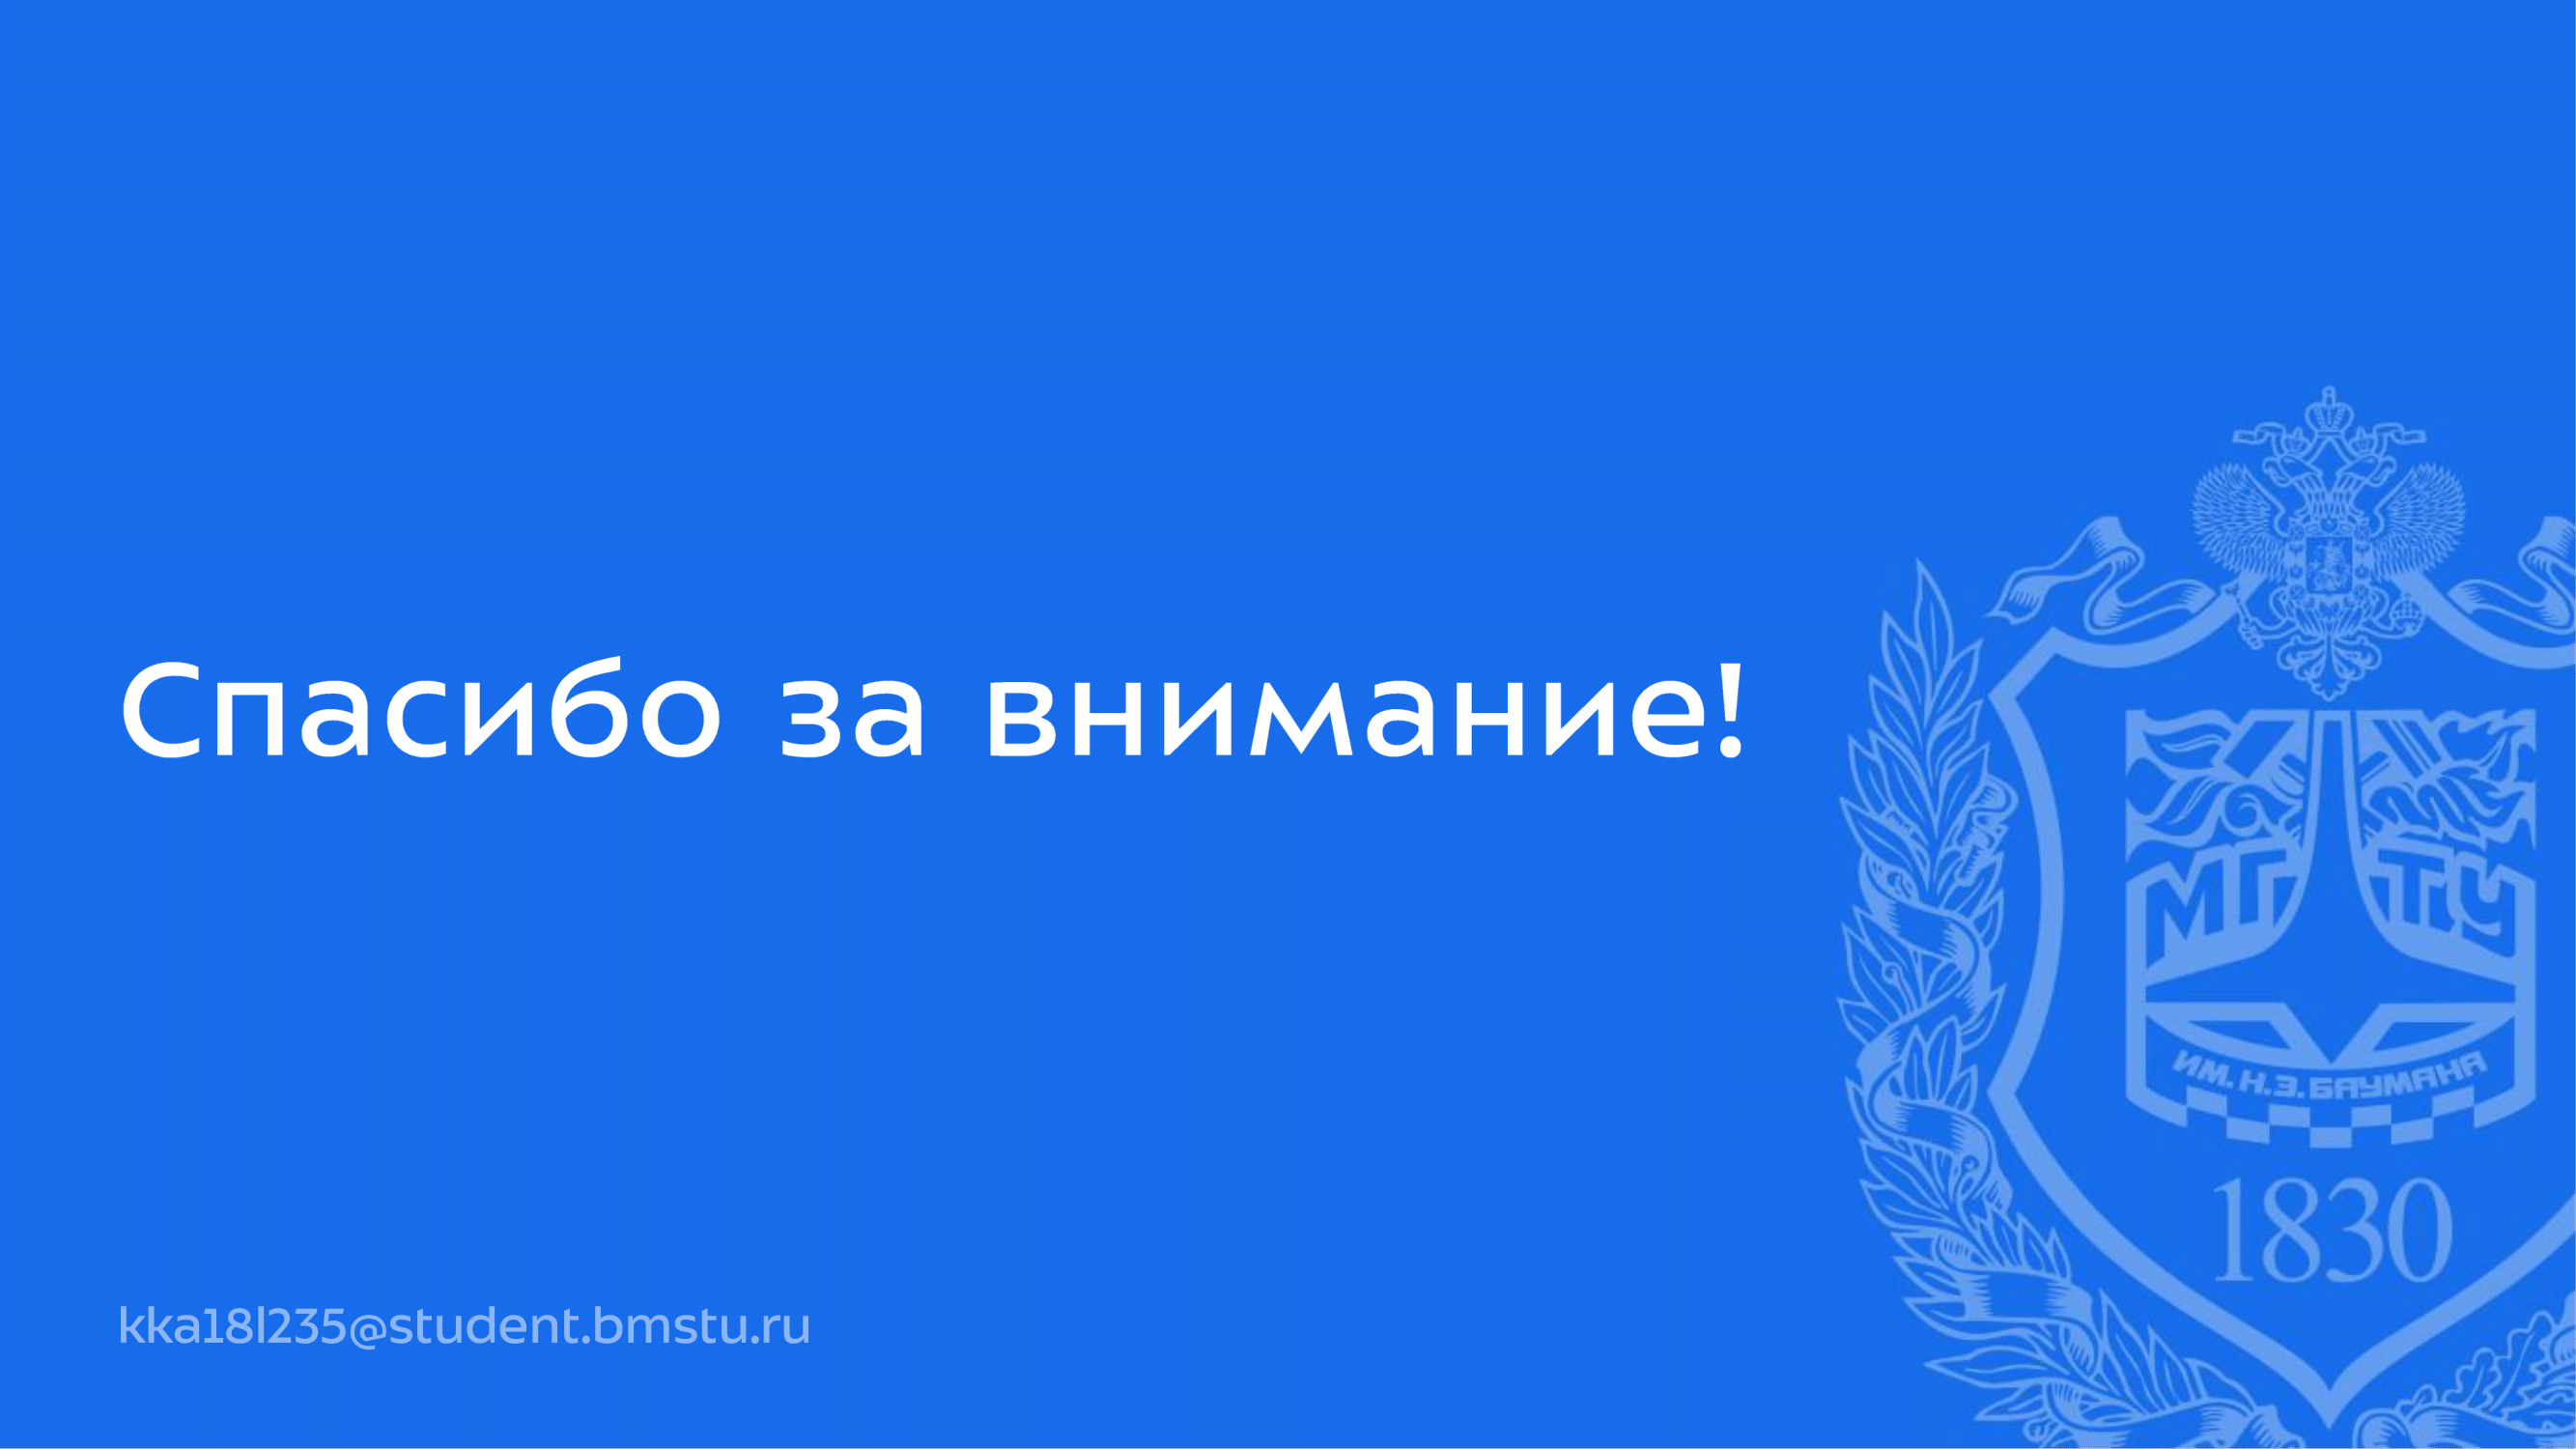 Спасибо за внимание!
МГТУ
ИМ. Н.Э. БАУМАНА
1830
kka18l235@student.bmstu.ru